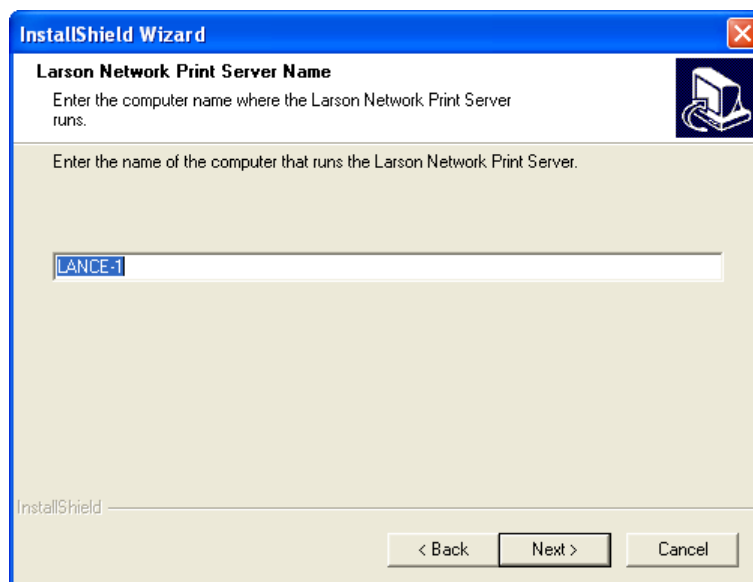 InstallShield Wizard
Larson Network Print Server Name
Enter the computer name where the Larson Network Print Server
runs.
Enter the name of the computer that runs the Larson Network Print Server.
LANCE-1
InstallShield
< Back Next > Cancel